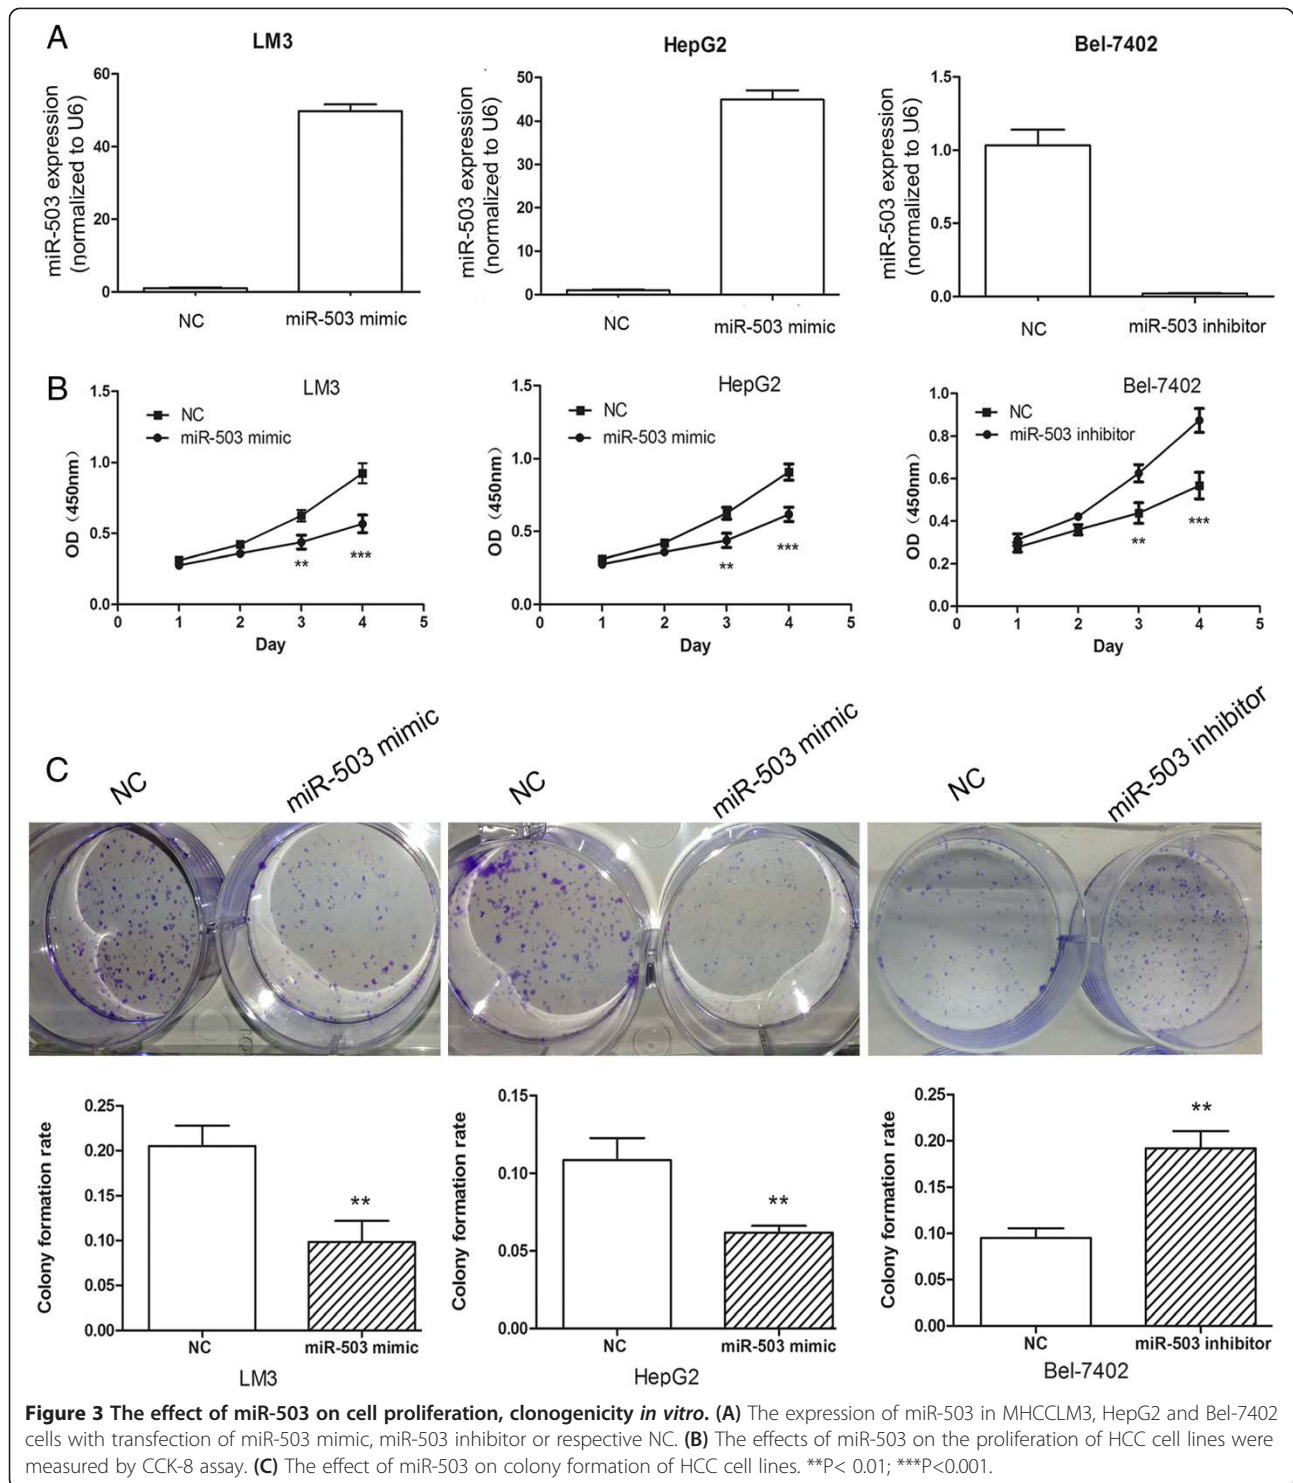 A
LM3
HepG2
Bel-7402
miR-503 expression
(normalized to U6)
60
40
20
0
NC
miR-503 mimic
miR-503 expression
(normalized to U6)
50
40
30
20
10
0
NC
miR-503 mimic
miR-503 expression
(normalized to U6)
1.5
1.0
0.5
0.0
NC
miR-503 inhibitor
B
LM3
NC
miR-503 mimic
OD（450nm）
1.5
1.0
0.5
0.0
**
***
0 1 2 3 4 5
Day
HepG2
NC
miR-503 mimic
OD（450nm）
1.5
1.0
0.5
0.0
**
***
0 1 2 3 4 5
Day
Bel-7402
NC
miR-503 inhibitor
OD（450nm）
1.0
0.8
0.6
0.4
0.2
0.0
**
***
0 1 2 3 4 5
Day
C
NC
miR-503 mimic
NC
miR-503 mimic
NC
miR-503 inhibitor
Colony formation rate
0.25
0.20
0.15
0.10
0.05
0.00
**
NC
miR-503 mimic
LM3
Colony formation rate
0.15
0.10
0.05
0.00
**
NC
miR-503 mimic
HepG2
Colony formation rate
0.25
0.20
0.15
0.10
0.05
0.00
**
NC
miR-503 inhibitor
Bel-7402
Figure 3 The effect of miR-503 on cell proliferation, clonogenicity in vitro. (A) The expression of miR-503 in MHCCLM3, HepG2 and Bel-7402
cells with transfection of miR-503 mimic, miR-503 inhibitor or respective NC. (B) The effects of miR-503 on the proliferation of HCC cell lines were
measured by CCK-8 assay. (C) The effect of miR-503 on colony formation of HCC cell lines. **P< 0.01; ***P<0.001.